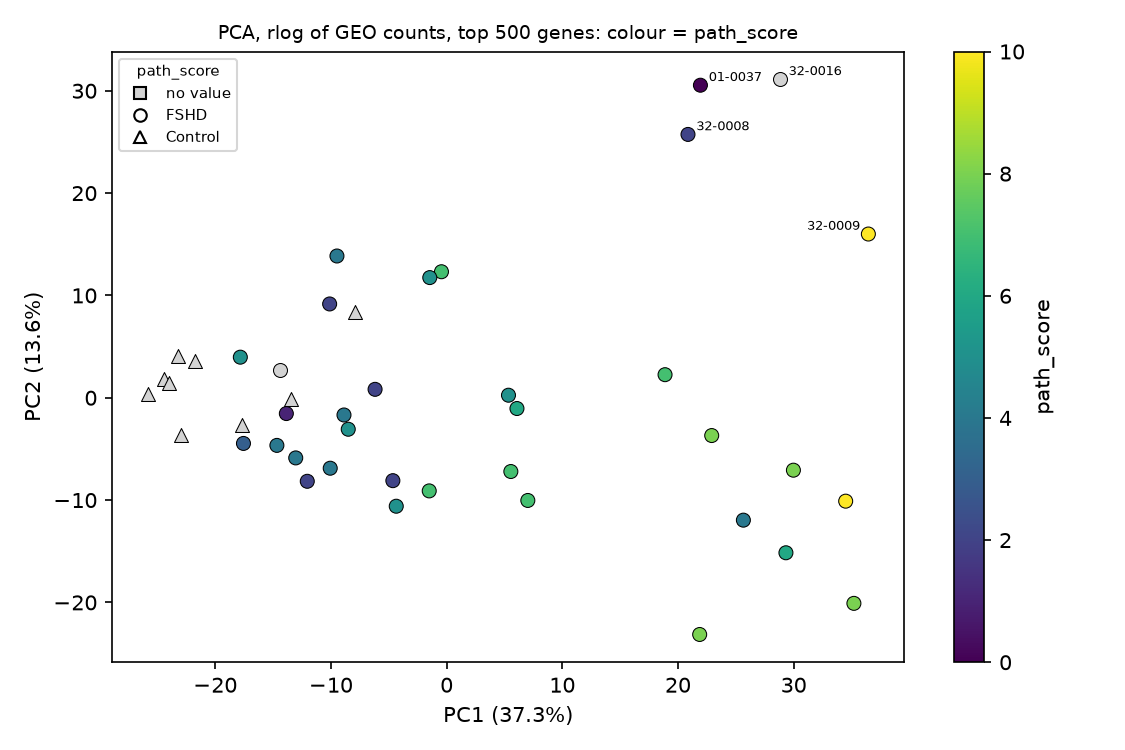 PCA, rlog of GEO counts, top 500 genes: colour = path_score
path_score
no value
FSHD
Control
01-0037
32-0016
32-0008
32-0009
30
20
10
0
−10
−20
PC2 (13.6%)
−20
−10
0
10
20
30
PC1 (37.3%)
10
8
6
4
2
0
path_score